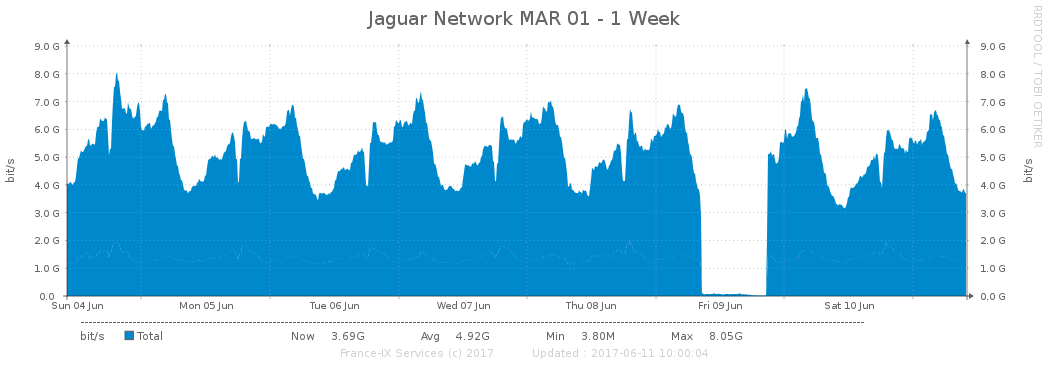 Jaguar Network MAR 01 - 1 Week
RRDTOOL / TOBI OETIKER
bit/s
9.0 G 9.0 G
8.0 G 8.0 G
7.0 G 7.0 G
6.0 G 6.0 G
5.0 G 5.0 G
4.0 G 4.0 G
3.0 G 3.0 G
2.0 G 2.0 G
1.0 G 1.0 G
0.0 0.0 G
bit/s
Sun 04 Jun Mon 05 Jun Tue 06 Jun Wed 07 Jun Thu 08 Jun Fri 09 Jun Sat 10 Jun
bit/s Total Now 3.69G Avg 4.92G Min 3.80M Max 8.05G
France-IX Services (c) 2017 Updated : 2017-06-11 10:00:04